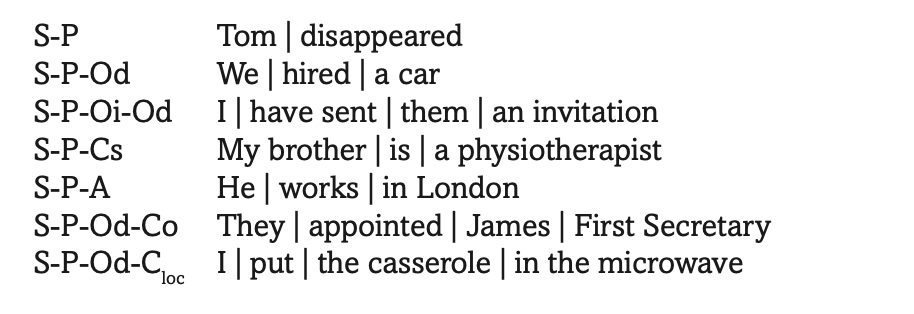 S-P Tom | disappeared
S-P-Od We | hired | a car
S-P-Oi-Od I | have sent | them | an invitation
S-P-Cs My brother | is | a physiotherapist
S-P-A He | works | in London
S-P-Od-Co They | appointed | James | First Secretary
S-P-Od-Cloc I | put | the casserole | in the microwave